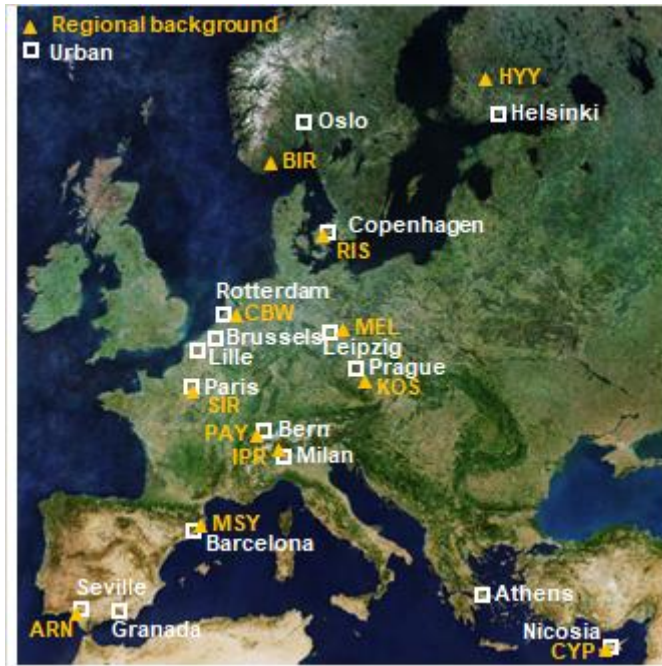 Regional background
Urban
HYY
Helsinki
Oslo
BIR
Copenhagen
RIS
Rotterdam
CBW
Brussels
MEL
Leipzig
Lille
Prague
Paris
KOS
SIR
PAY
Bern
IPR
Milan
MSY
Barcelona
Seville
Athens
ARN
Granada
Nicosia
CYP